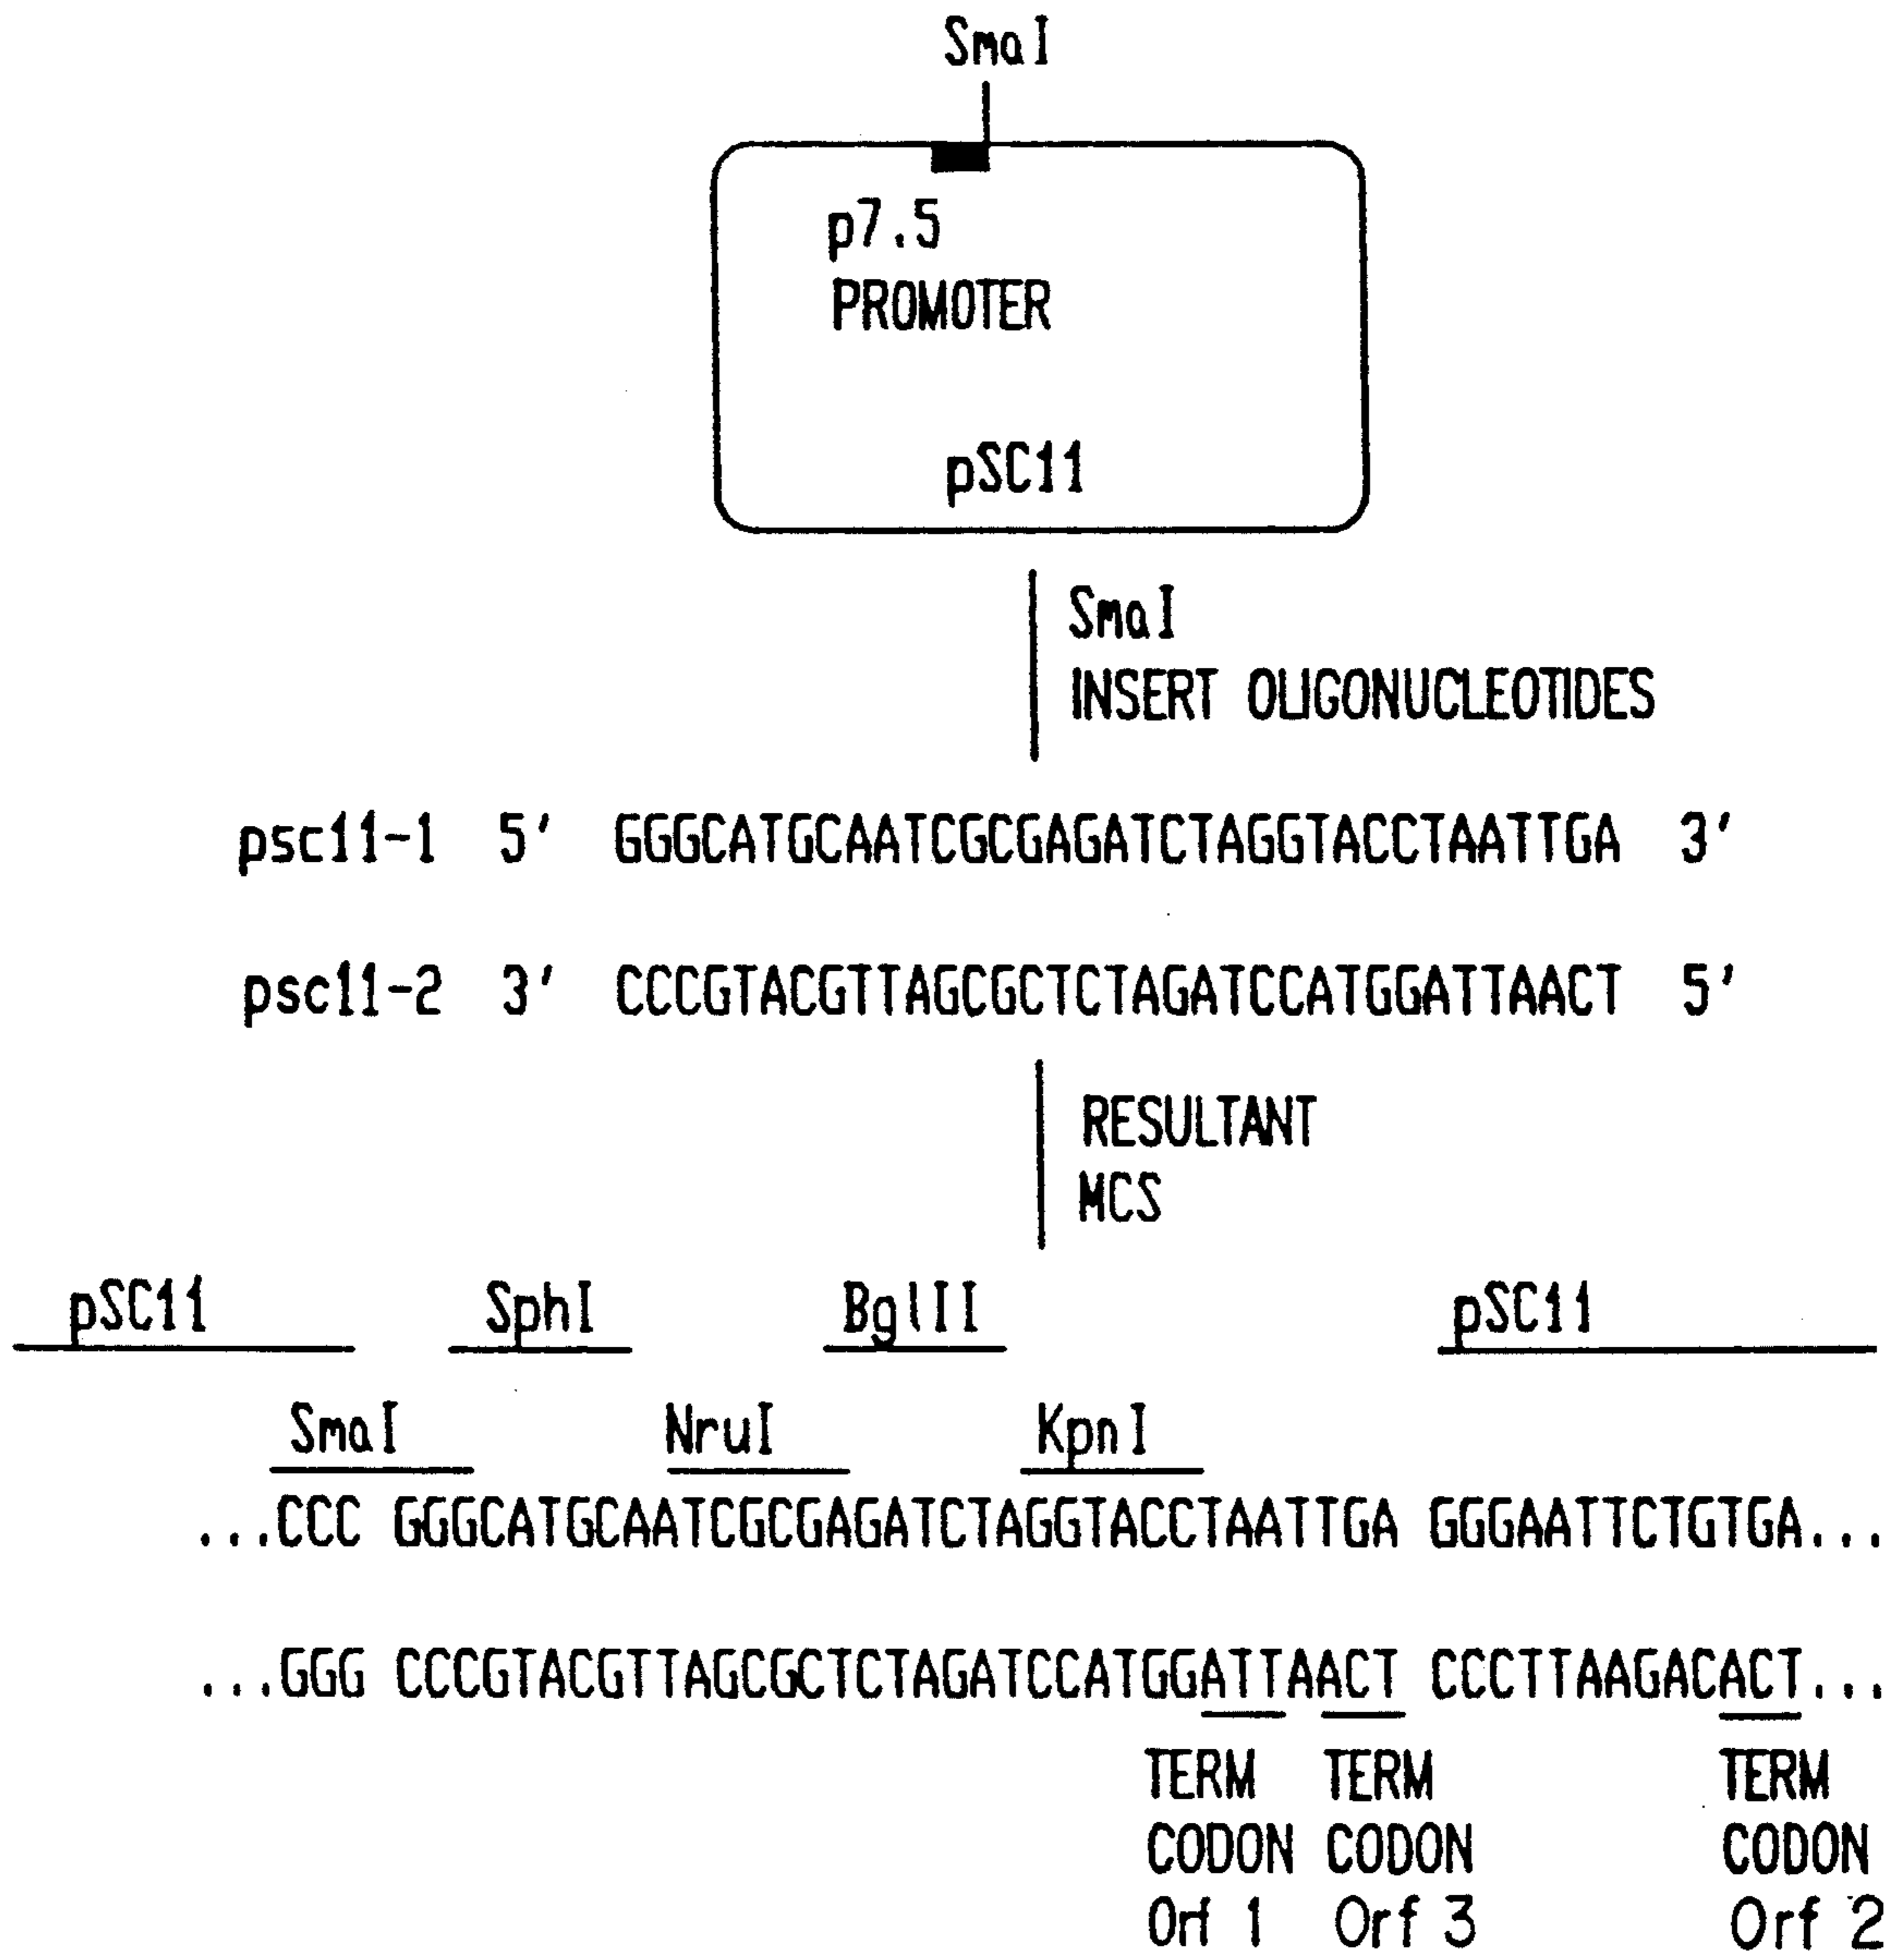 SmaI
p7.5
PROMOTER
pSC11
SmaI
INSERT OLIGONUCLEOTIDES
psc11-1 5' GGGCATGCAATCGCGAGATCTAGGTACCTAATTGA 3'
psc11-2 3' CCCGTACGTTAGCGCTCTAGATCCATGGATTAACT 5'
RESULTANT
MCS
pSC11 SphI BglII pSC11
SmaI NruI KpnI
...CCC GGGCATGCAATCGCGAGATCTAGGTACCTAATTGA GGGAATTCTGTGA...
...GGG CCCGTACGTTAGCGCTCTAGATCCATGGATTAACT CCCTTAAGACACT...
TERM TERM TERM
CODON CODON CODON
Orf 1 Orf 3 Orf 2